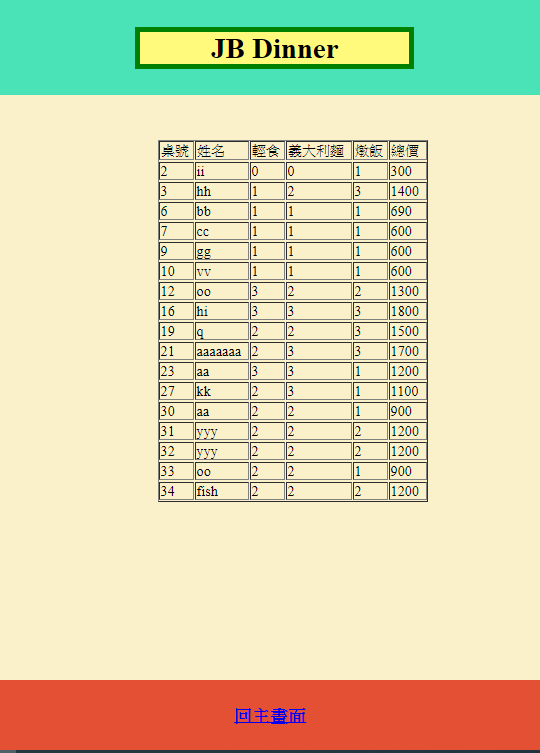 JB Dinner
桌號 姓名 輕食 義大利麵 燉飯 總價
2 ii 0 0 1 300
3 hh 1 2 3 1400
6 bb 1 1 1 690
7 cc 1 1 1 600
9 gg 1 1 1 600
10 vv 1 1 1 600
12 oo 3 2 2 1300
16 hi 3 3 3 1800
19 q 2 2 3 1500
21 aaaaaaa 2 3 3 1700
23 aa 3 3 1 1200
27 kk 2 3 1 1100
30 aa 2 2 1 900
31 yyy 2 2 2 1200
32 yyy 2 2 2 1200
33 oo 2 2 1 900
34 fish 2 2 2 1200
回主畫面